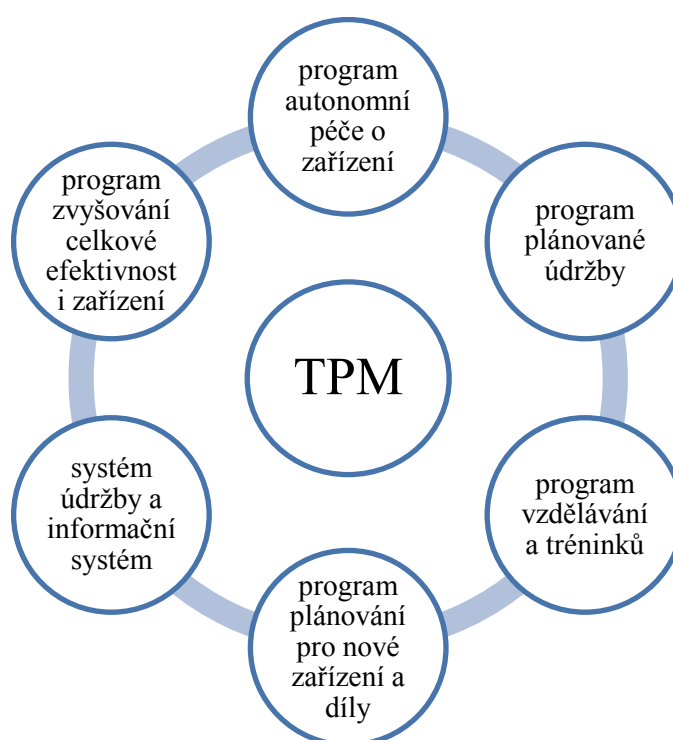 program
autonomní
péče o
zařízení
program
plánované
údržby
program
vzdělávání
a tréninků
program
plánování
pro nové
zařízení a
díly
systém
údržby a
informační
systém
program
zvyšování
celkové
efektivnost
i zařízení
TPM